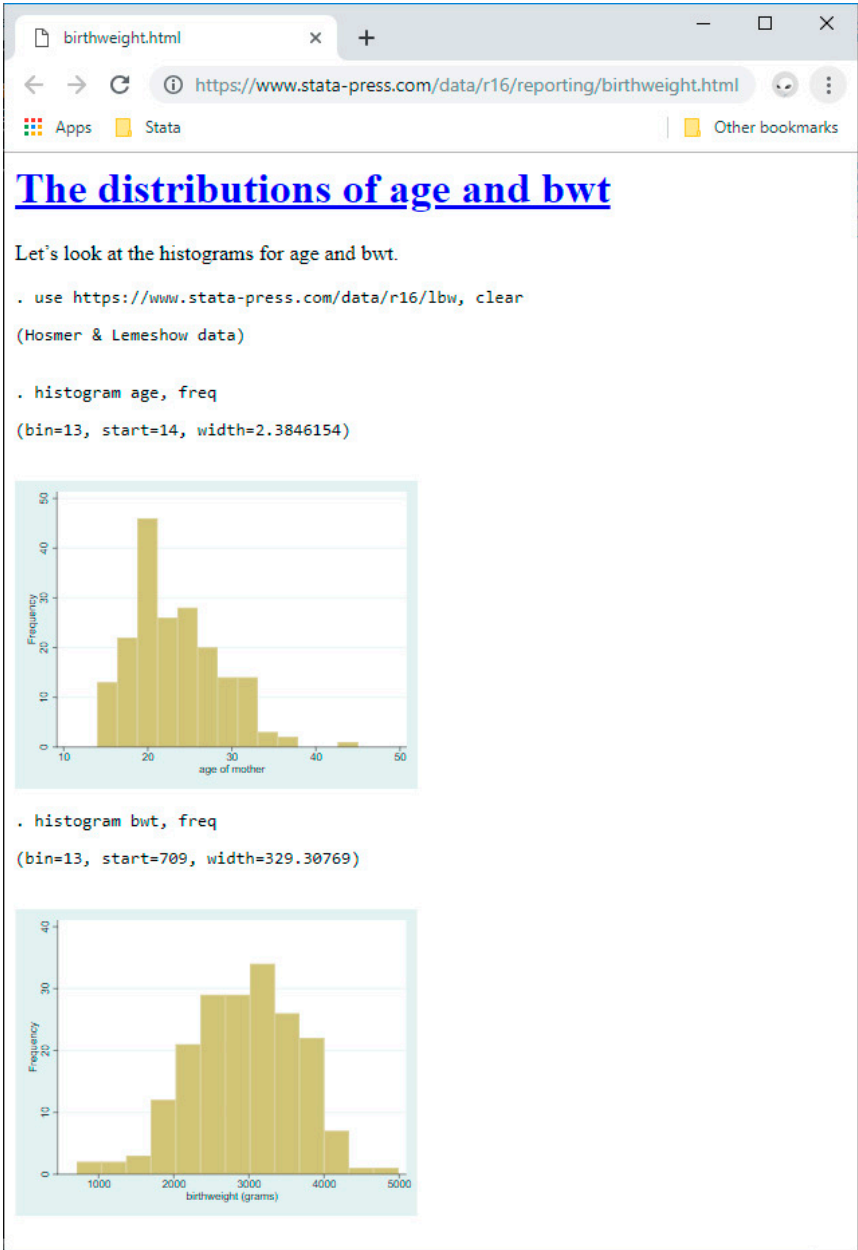 birthweight.html
https://www.stata-press.com/data/r16/reporting/birthweight.html
Apps Stata Other bookmarks
The distributions of age and bwt
Let’s look at the histograms for age and bwt.
. use https://www.stata-press.com/data/r16/lbw, clear
(Hosmer & Lemeshow data)
. histogram age, freq
(bin=13, start=14, width=2.3846154)
50
40
30
20
10
0
Frequency
10 20 30 40 50
age of mother
. histogram bwt, freq
(bin=13, start=709, width=329.30769)
40
30
20
10
0
Frequency
1000 2000 3000 4000 5000
birthweight (grams)